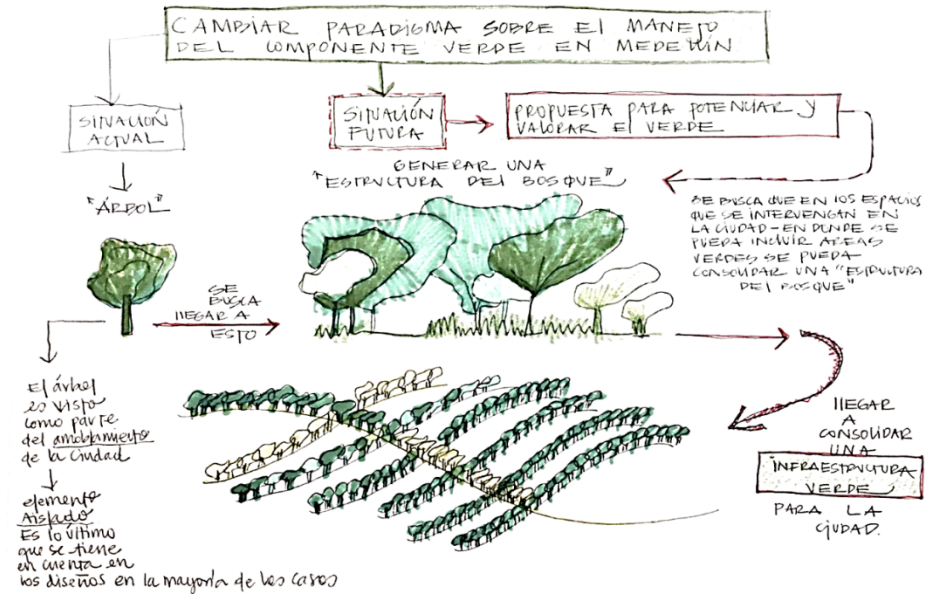 CAMBIAR PARADIGMA SOBRE El MANEJO
DEL COMPONENTE VERDE EN MEDELLÍN
SITUACIÓN
ACTUAL
"ÁRBOL"
SITUACIÓN
FUTURA
PROPUESTA PARA POTENCIAR Y
VALORAR El VERDE
GENERAR UNA
"ESTRUCTURA DEl BOSQUE"
SE BUSCA QUE EN lOS ESPACIOS
QUE SE INTERVENGAN EN
LA CIUDAD-EN DONDE SE
PUEDA INCLUIR AREAS
VERDES SE PUEDA
CONSOLIDAR UNA "ESTRUCTURA
DEl BOSQUE"
SE
BUSCA
llEGAR A
ESTO
El árbol
es visto
como parte
del amoblamiento
de la Ciudad
elemento
Aislado
Es lo último
que se tiene
en cuenta en
los diseños en la mayoría de los casos
llEGAR
A
CONSOLIDAR
UNA
INFRAESTRUCTURA
VERDE
PARA LA
CIUDAD.